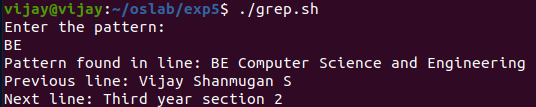 vijay@vijay:~/oslab/exp5$ ./grep.sh
Enter the pattern:
BE
Pattern found in line: BE Computer Science and Engineering
Previous line: Vijay Shanmugan S
Next line: Third year section 2